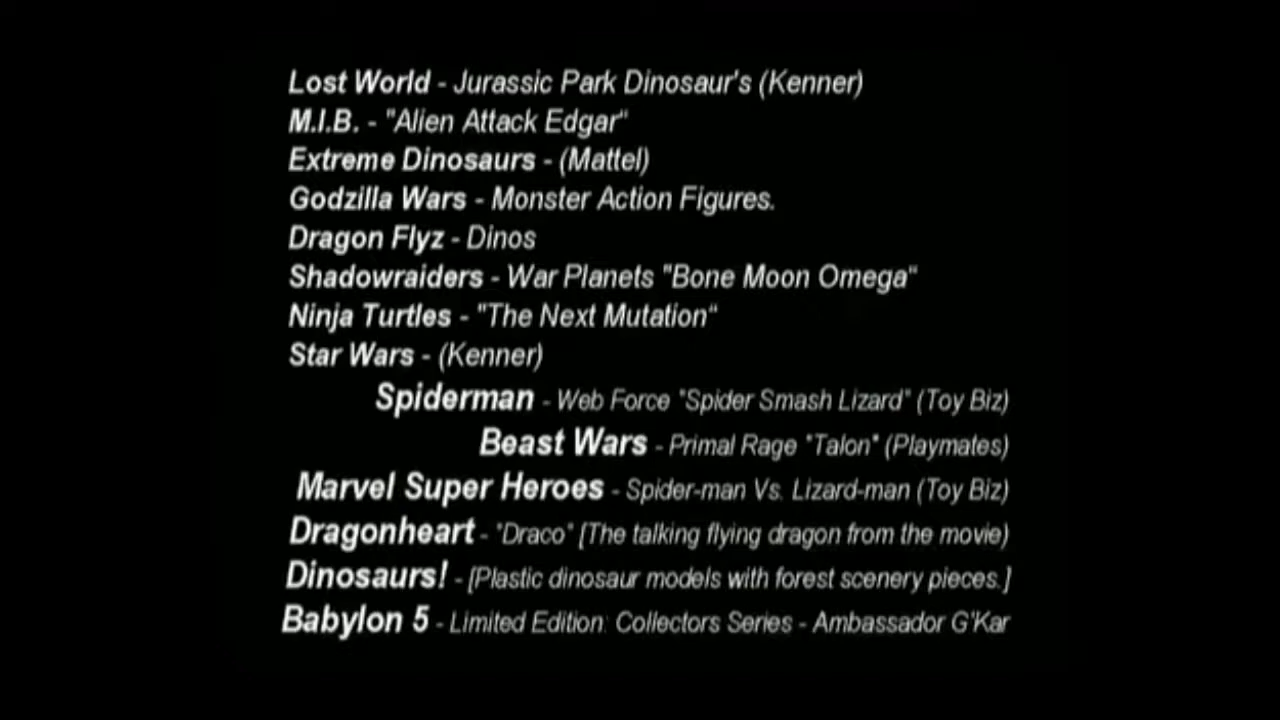 Lost World - Jurassic Park Dinosaur's (Kenner)
M.I.B. - "Alien Attack Edgar"
Extreme Dinosaurs - (Mattel)
Godzilla Wars - Monster Action Figures.
Dragon Flyz - Dinos
Shadowraiders - War Planets "Bone Moon Omega"
Ninja Turtles - "The Next Mutation"
Star Wars - (Kenner)
Spiderman - Web Force "Spider Smash Lizard" (Toy Biz)
Beast Wars - Primal Rage "Talon" (Playmates)
Marvel Super Heroes - Spider-man Vs. Lizard-man (Toy Biz)
Dragonheart - "Draco" [The talking flying dragon from the movie)
Dinosaurs! - [Plastic dinosaur models with forest scenery pieces.]
Babylon 5 - Limited Edition: Collectors Series - Ambassador G'Kar